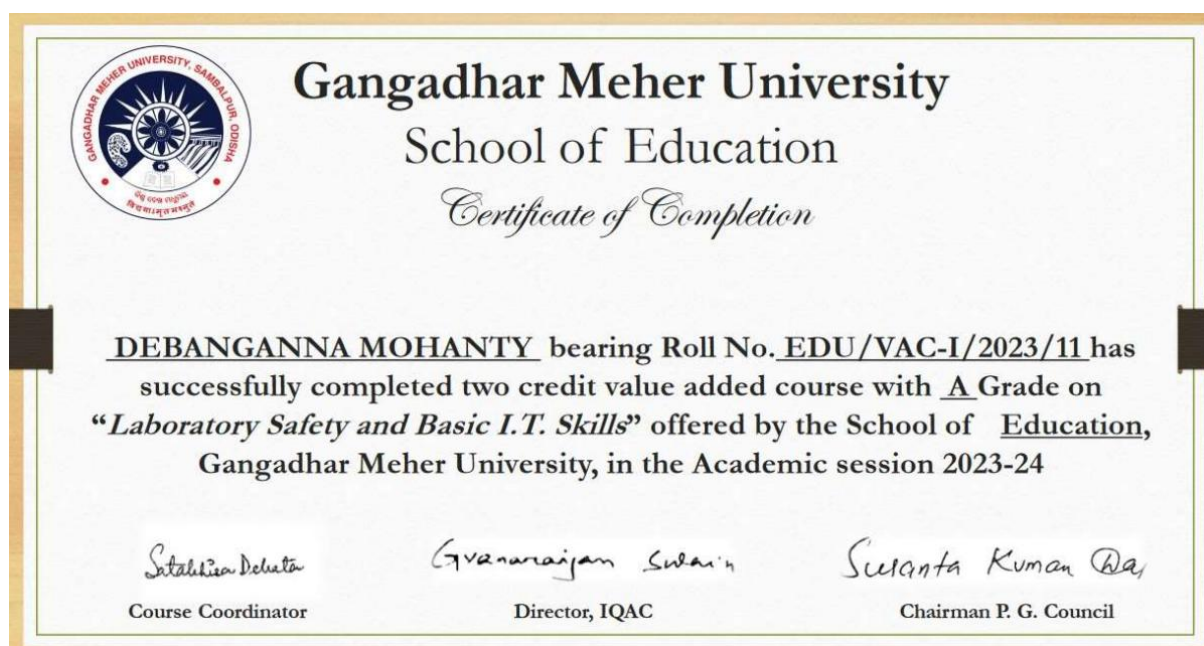 GANGADHAR MEHER UNIVERSITY, SAMBALPUR, ODISHA
Gangadhar Meher University
School of Education
Certificate of Completion
DEBANGANNA MOHANTY bearing Roll No. EDU/VAC-I/2023/11 has
successfully completed two credit value added course with A Grade on
“Laboratory Safety and Basic I.T. Skills” offered by the School of Education,
Gangadhar Meher University, in the Academic session 2023-24
Kumar
Course Coordinator Director, IQAC Chairman P. G. Council